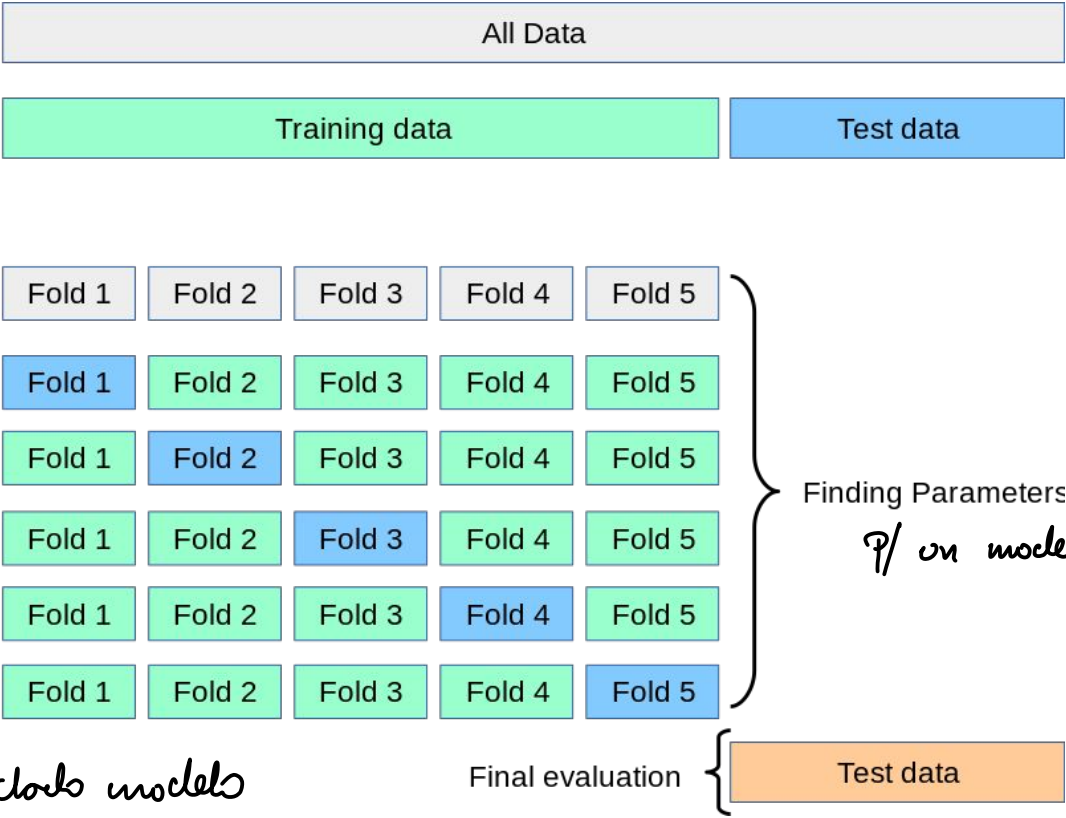 All Data
Training data Test data
Fold 1 Fold 2 Fold 3 Fold 4 Fold 5
Fold 1 Fold 2 Fold 3 Fold 4 Fold 5
Fold 1 Fold 2 Fold 3 Fold 4 Fold 5
Fold 1 Fold 2 Fold 3 Fold 4 Fold 5
Fold 1 Fold 2 Fold 3 Fold 4 Fold 5
Fold 1 Fold 2 Fold 3 Fold 4 Fold 5
Finding Parameters
P/ un mode
models
Final evaluation Test data